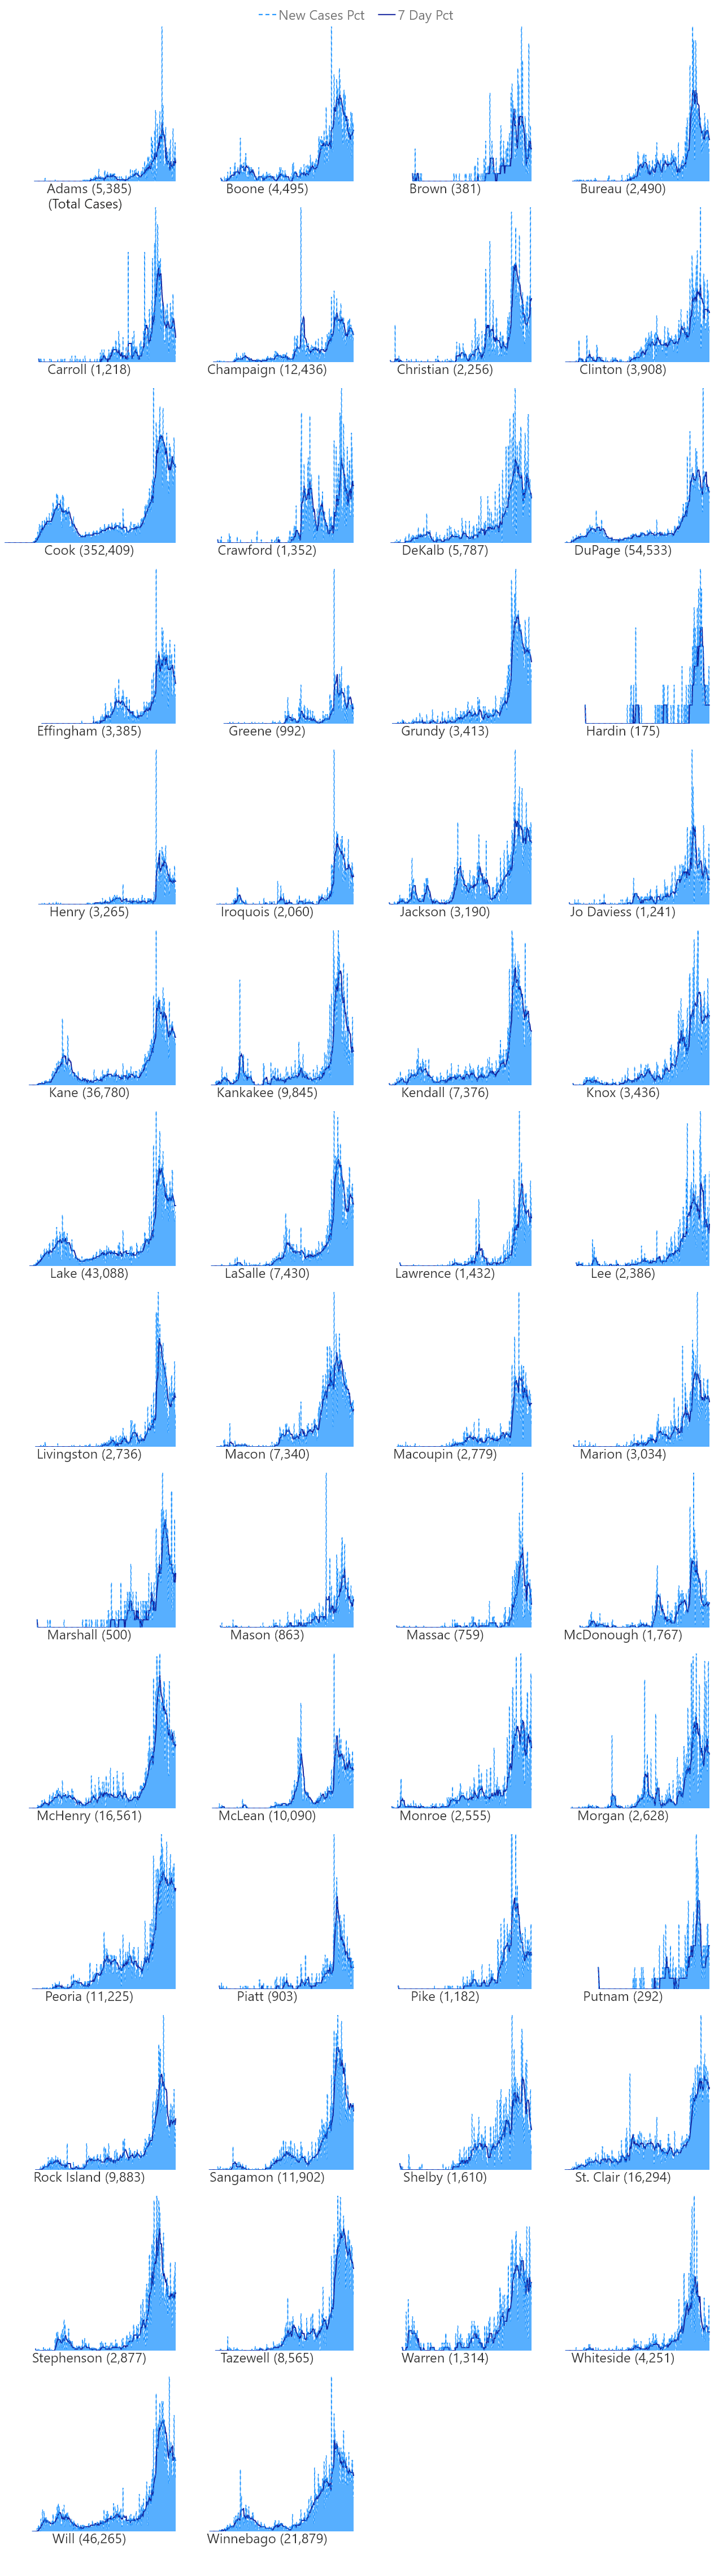 New Cases Pct 7 Day Pct
Adams (5,385) Boone (4,495) Brown (381) Bureau (2,490)
(Total Cases)
Carroll (1,218) Champaign (12,436) Christian (2,256) Clinton (3,908)
Cook (352,409) Crawford (1,352) DeKalb (5,787) DuPage (54,533)
Effingham (3,385) Greene (992) Grundy (3,413) Hardin (175)
Henry (3,265) Iroquois (2,060) Jackson (3,190) Jo Daviess (1,241)
Kane (36,780) Kankakee (9,845) Kendall (7,376) Knox (3,436)
Lake (43,088) LaSalle (7,430) Lawrence (1,432) Lee (2,386)
Livingston (2,736) Macon (7,340) Macoupin (2,779) Marion (3,034)
Marshall (500) Mason (863) Massac (759) McDonough (1,767)
McHenry (16,561) McLean (10,090) Monroe (2,555) Morgan (2,628)
Peoria (11,225) Piatt (903) Pike (1,182) Putnam (292)
Rock Island (9,883) Sangamon (11,902) Shelby (1,610) St. Clair (16,294)
Stephenson (2,877) Tazewell (8,565) Warren (1,314) Whiteside (4,251)
Will (46,265) Winnebago (21,879)